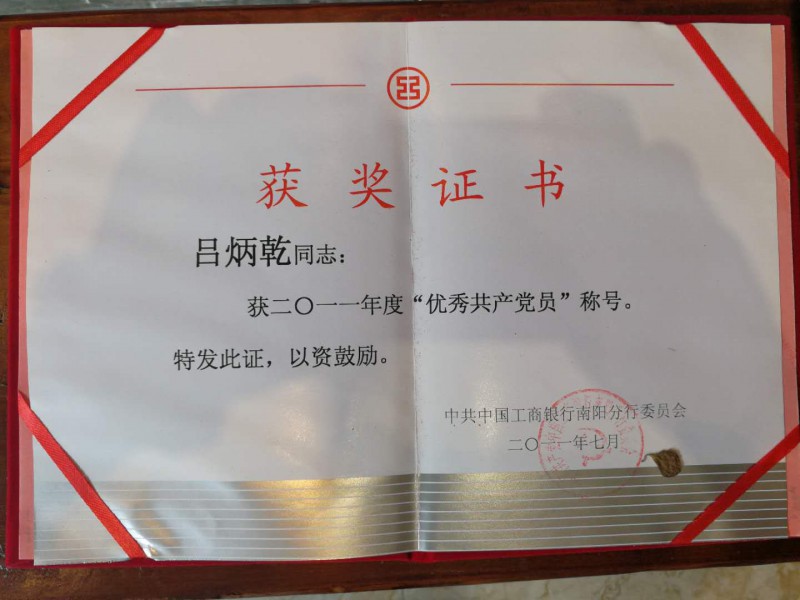 获奖证书
吕炳乾同志：
获二〇一一年度“优秀共产党员”称号。
特发此证，以资鼓励。
中共中国工商银行南阳分行委员会
二〇一一年七月